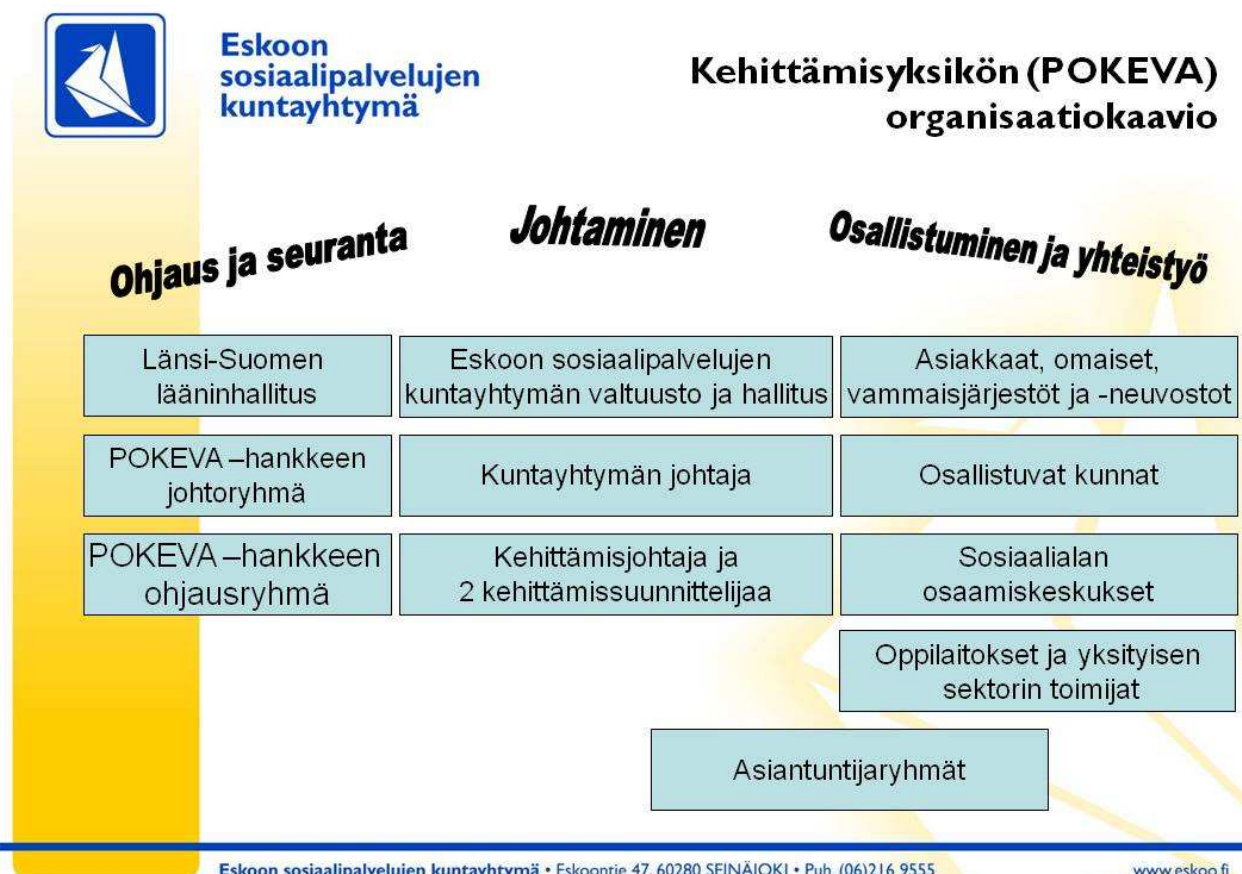 Eskoon
sosiaalipalvelujen
kuntayhtymä
Kehittämisyksikön (POKEVA)
organisaatiokaavio
Ohjaus ja seuranta
Johtaminen
Osallistuminen ja yhteistyö
Länsi-Suomen
lääninhallitus
Eskoon sosiaalipalvelujen
kuntayhtymän valtuusto ja hallitus
Asiakkaat, omaiset,
vammaisjärjestöt ja -neuvostot
POKEVA –hankkeen
johtoryhmä
Kuntayhtymän johtaja
Osallistuvat kunnat
POKEVA –hankkeen
ohjausryhmä
Kehittämisjohtaja ja
2 kehittämissuunnittelijaa
Sosiaalialan
osaamiskeskukset
Oppilaitokset ja yksityisen
sektorin toimijat
Asiantuntijaryhmät
Eskoon sosiaalipalvelujen kuntayhtymä • Eskoontie 47, 60280 SEINÄJOKI • Puh. (06)216 9555 www.eskoo.fi